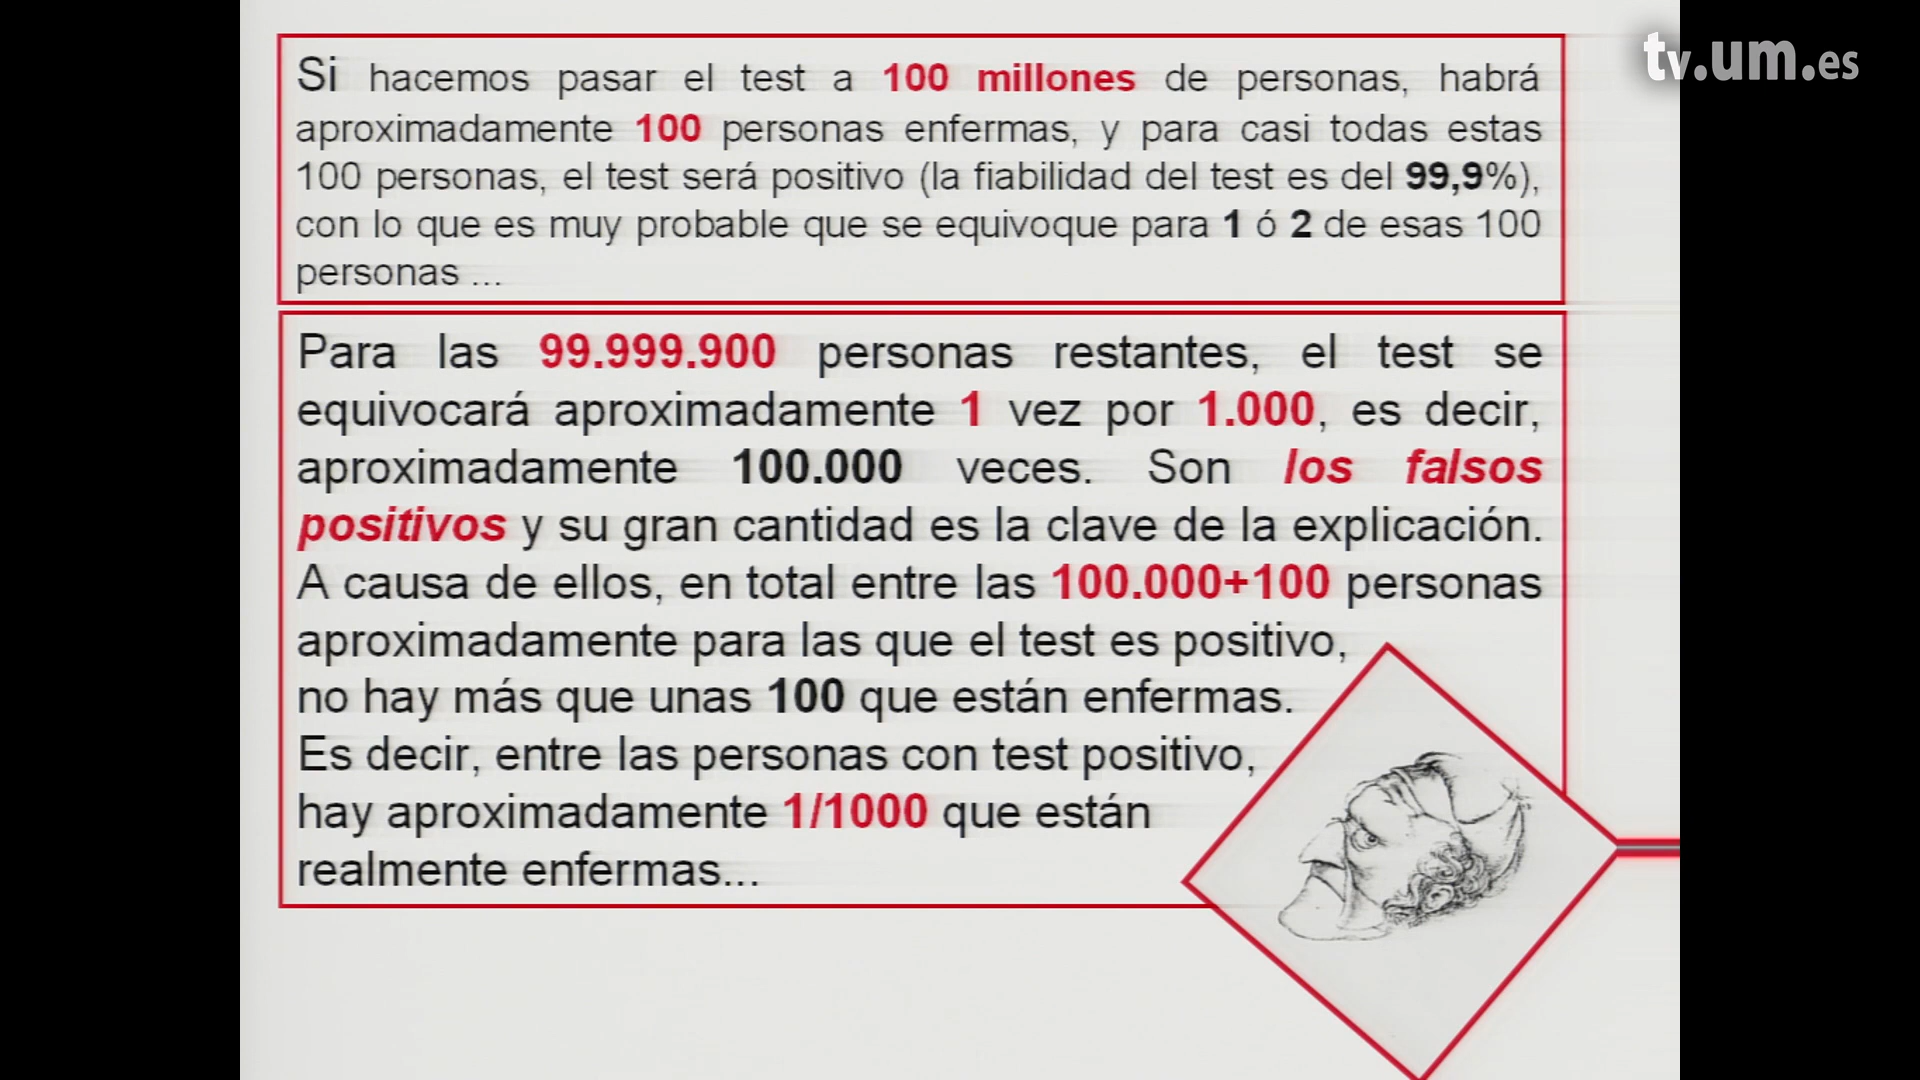 tv.um.es
Si hacemos pasar el test a 100 millones de personas, habrá
aproximadamente 100 personas enfermas, y para casi todas estas
100 personas, el test será positivo (la fiabilidad del test es del 99,9%),
con lo que es muy probable que se equivoque para 1 ó 2 de esas 100
personas ...
Para las 99.999.900 personas restantes, el test se
equivocará aproximadamente 1 vez por 1.000, es decir,
aproximadamente 100.000 veces. Son los falsos
positivos y su gran cantidad es la clave de la explicación.
A causa de ellos, en total entre las 100.000+100 personas
aproximadamente para las que el test es positivo,
no hay más que unas 100 que están enfermas.
Es decir, entre las personas con test positivo,
hay aproximadamente 1/1000 que están
realmente enfermas...